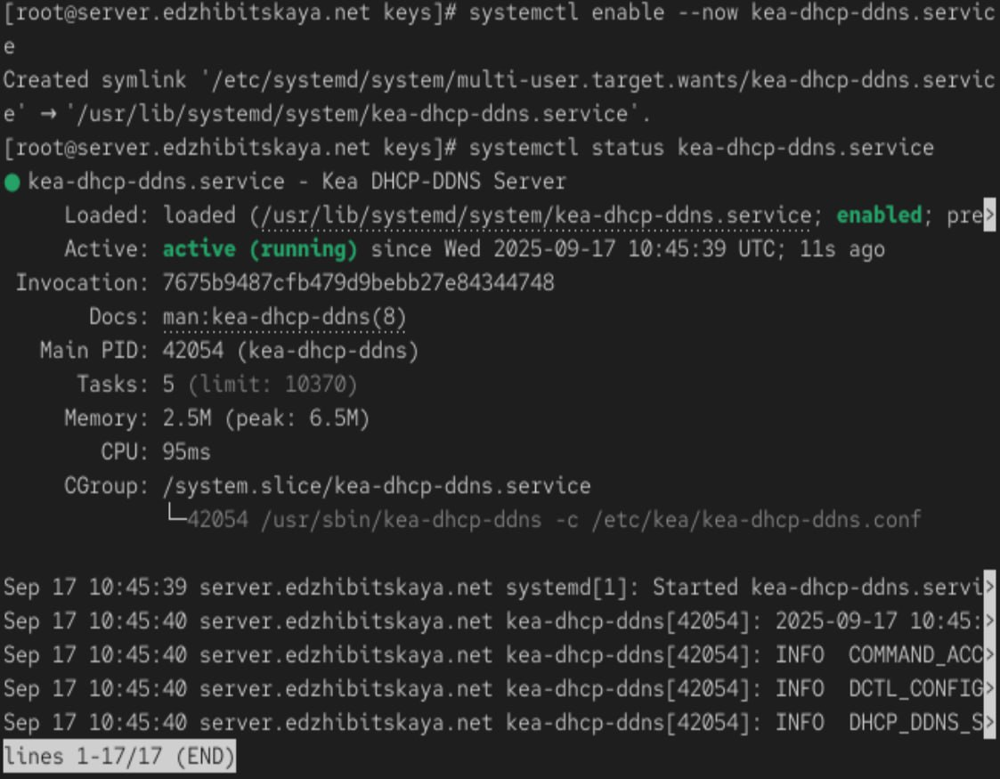 [root@server.edzhibitskaya.net keys]# systemctl enable --now kea-dhcp-ddns.servic
e
Created symlink '/etc/systemd/system/multi-user.target.wants/kea-dhcp-ddns.servic
e' → '/usr/lib/systemd/system/kea-dhcp-ddns.service'.
[root@server.edzhibitskaya.net keys]# systemctl status kea-dhcp-ddns.service
● kea-dhcp-ddns.service - Kea DHCP-DDNS Server
     Loaded: loaded (/usr/lib/systemd/system/kea-dhcp-ddns.service; enabled; pre>
     Active: active (running) since Wed 2025-09-17 10:45:39 UTC; 11s ago
 Invocation: 7675b9487cfb479d9bebb27e84344748
       Docs: man:kea-dhcp-ddns(8)
   Main PID: 42054 (kea-dhcp-ddns)
      Tasks: 5 (limit: 10370)
     Memory: 2.5M (peak: 6.5M)
        CPU: 95ms
     CGroup: /system.slice/kea-dhcp-ddns.service
             └─42054 /usr/sbin/kea-dhcp-ddns -c /etc/kea/kea-dhcp-ddns.conf
Sep 17 10:45:39 server.edzhibitskaya.net systemd[1]: Started kea-dhcp-ddns.servi>
Sep 17 10:45:40 server.edzhibitskaya.net kea-dhcp-ddns[42054]: 2025-09-17 10:45:>
Sep 17 10:45:40 server.edzhibitskaya.net kea-dhcp-ddns[42054]: INFO  COMMAND_ACC>
Sep 17 10:45:40 server.edzhibitskaya.net kea-dhcp-ddns[42054]: INFO  DCTL_CONFIG>
Sep 17 10:45:40 server.edzhibitskaya.net kea-dhcp-ddns[42054]: INFO  DHCP_DDNS_S>
lines 1-17/17 (END)